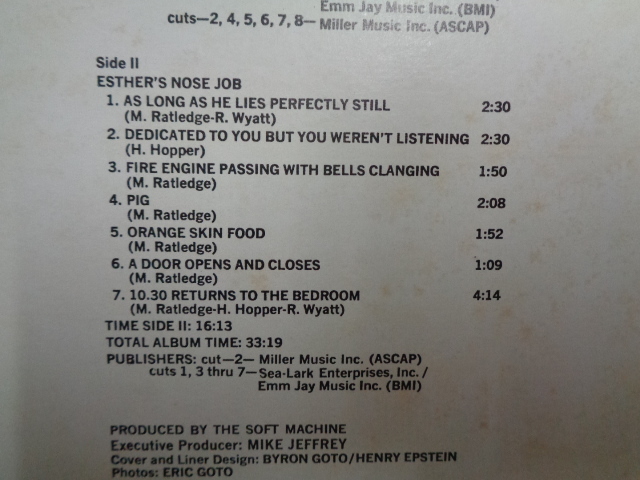 Emm Jay Music Inc. (BMI)
cuts—2, 4, 5, 6, 7, 8— Miller Music Inc. (ASCAP)
Side II
ESTHER'S NOSE JOB
1. AS LONG AS HE LIES PERFECTLY STILL 2:30
(M. Ratledge-R. Wyatt)
2. DEDICATED TO YOU BUT YOU WEREN'T LISTENING 2:30
(H. Hopper)
3. FIRE ENGINE PASSING WITH BELLS CLANGING 1:50
(M. Ratledge)
4. PIG 2:08
(M. Ratledge)
5. ORANGE SKIN FOOD 1:52
(M. Ratledge)
6. A DOOR OPENS AND CLOSES 1:09
(M. Ratledge)
7. 10.30 RETURNS TO THE BEDROOM 4:14
(M. Ratledge-H. Hopper-R. Wyatt)
TIME SIDE II: 16:13
TOTAL ALBUM TIME: 33:19
PUBLISHERS: cut—2— Miller Music Inc. (ASCAP)
cuts 1, 3 thru 7—Sea-Lark Enterprises, Inc./
Emm Jay Music Inc. (BMI)
PRODUCED BY THE SOFT MACHINE
Executive Producer: MIKE JEFFREY
Cover and Liner Design: BYRON GOTO/HENRY EPSTEIN
Photos: ERIC GOTO